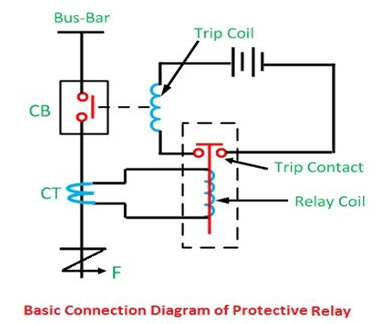 Bus-Bar
Trip Coil
CB
Trip Contact
CT
Relay Coil
F
Basic Connection Diagram of Protective Relay